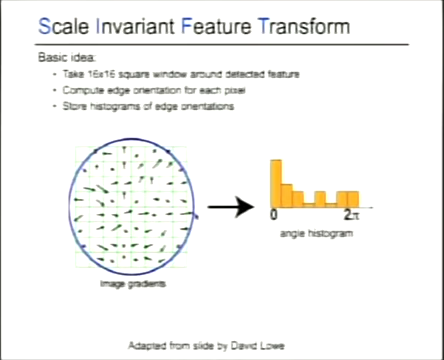 Scale Invariant Feature Transform
Basic idea:
• Take 16x16 square window around detected feature
• Compute edge orientation for each pixel
• Store histograms of edge orientations
0 2π
angle histogram
Image gradients
Adapted from slide by David Lowe